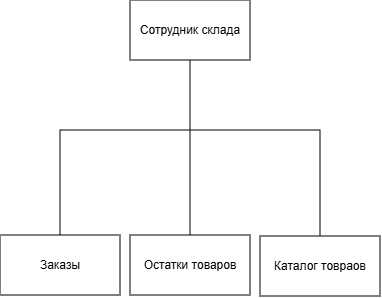 Сотрудник склада
Заказы
Остатки товаров
Каталог товраов